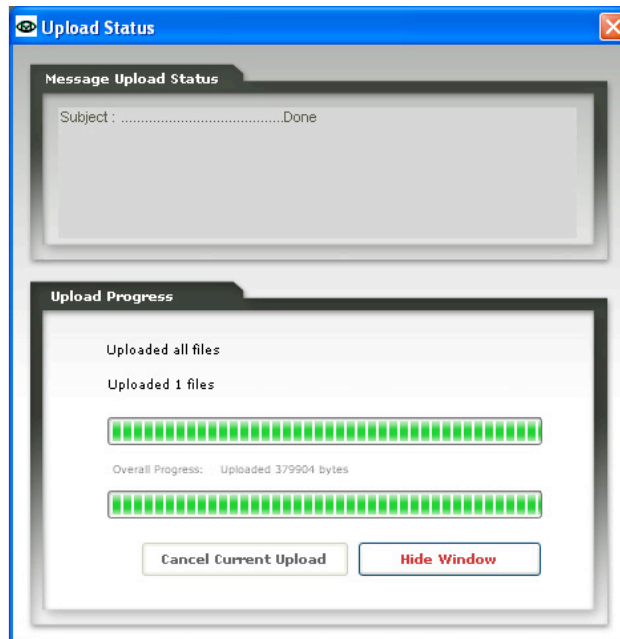 Upload Status
Message Upload Status
Subject : .........................................Done
Upload Progress
Uploaded all files
Uploaded 1 files
Overall Progress: Uploaded 379904 bytes
Cancel Current Upload Hide Window